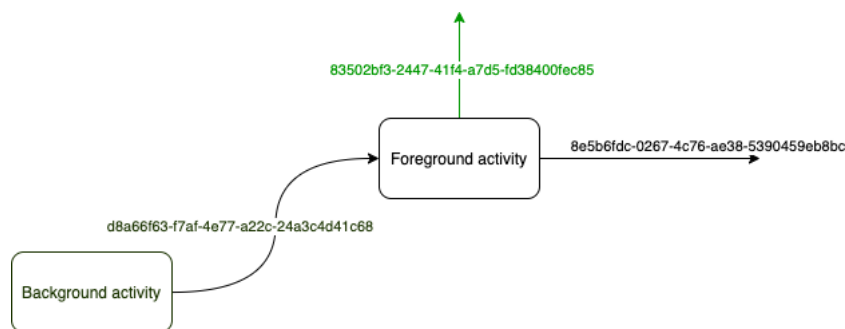 83502bf3-2447-41f4-a7d5-fd38400fec85
8e5b6fdc-0267-4c76-ae38-5390459eb8bc
Foreground activity
d8a66f63-f7af-4e77-a22c-24a3c4d41c68
Background activity